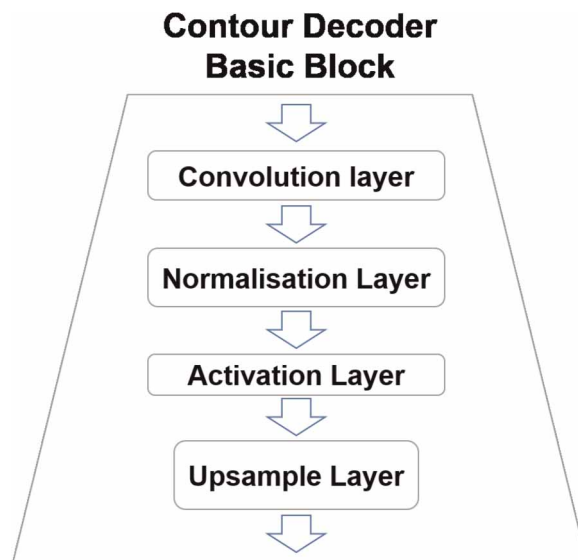 Contour Decoder
Basic Block
Convolution layer
Normalisation Layer
Activation Layer
Upsample Layer